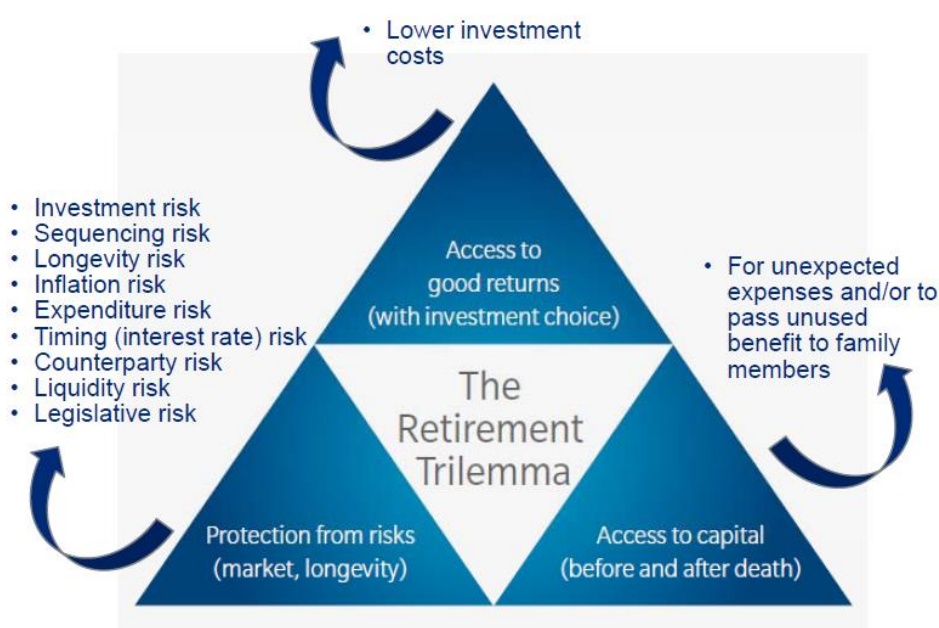 • Lower investment
costs
• Investment risk
• Sequencing risk
• Longevity risk
• Inflation risk
• Expenditure risk
• Timing (interest rate) risk
• Counterparty risk
• Liquidity risk
• Legislative risk
Access to
good returns
(with investment choice)
• For unexpected
expenses and/or to
pass unused
benefit to family
members
The
Retirement
Trilemma
Protection from risks
(market, longevity)
Access to capital
(before and after death)